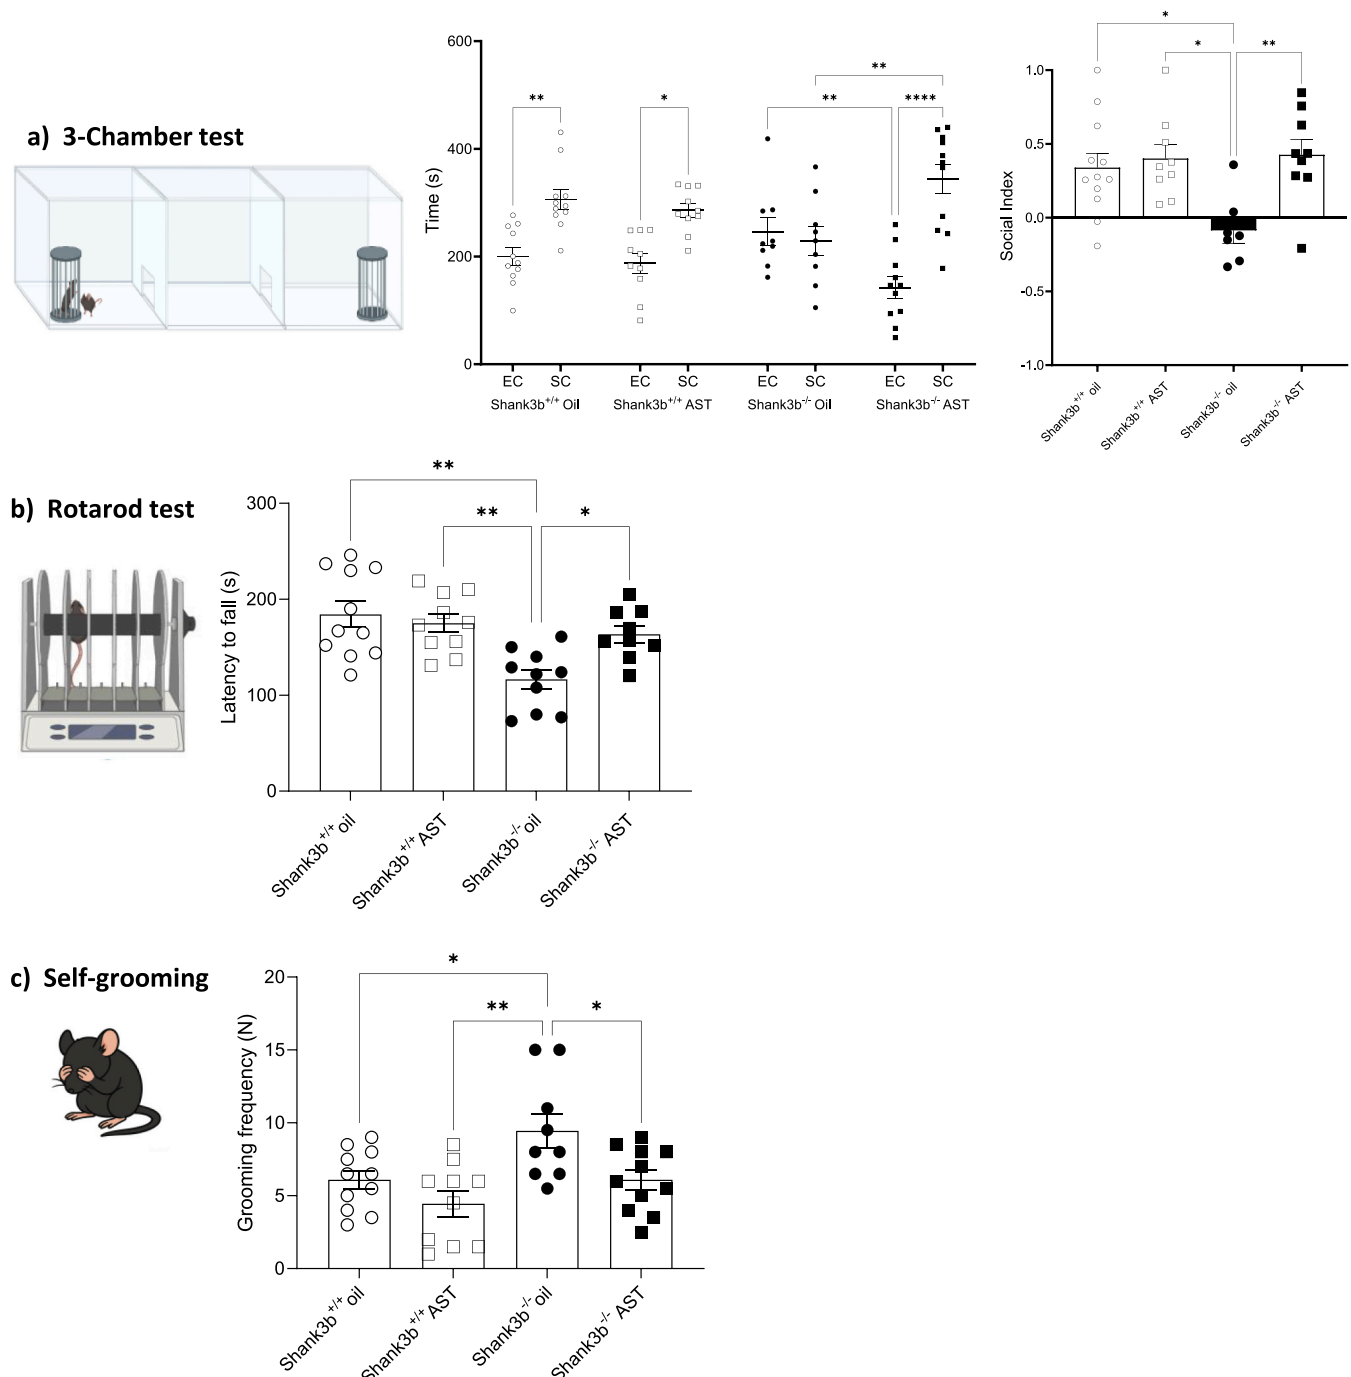 a) 3-Chamber test
Time (s)
600
400
200
0
**
*
**
**
****
EC SC EC SC EC SC EC SC
Shank3b+/+ Oil Shank3b+/+ AST Shank3b-/- Oil Shank3b-/- AST
Social Index
1.0
0.5
0.0
-0.5
-1.0
*
*
**
Shank3b+/+ oil
Shank3b+/+ AST
Shank3b-/- oil
Shank3b-/- AST
b) Rotarod test
Latency to fall (s)
300
200
100
0
**
**
*
Shank3b+/+ oil
Shank3b+/+ AST
Shank3b-/- oil
Shank3b-/- AST
c) Self-grooming
Grooming frequency (N)
20
15
10
5
0
*
**
*
Shank3b+/+ oil
Shank3b+/+ AST
Shank3b-/- oil
Shank3b-/- AST